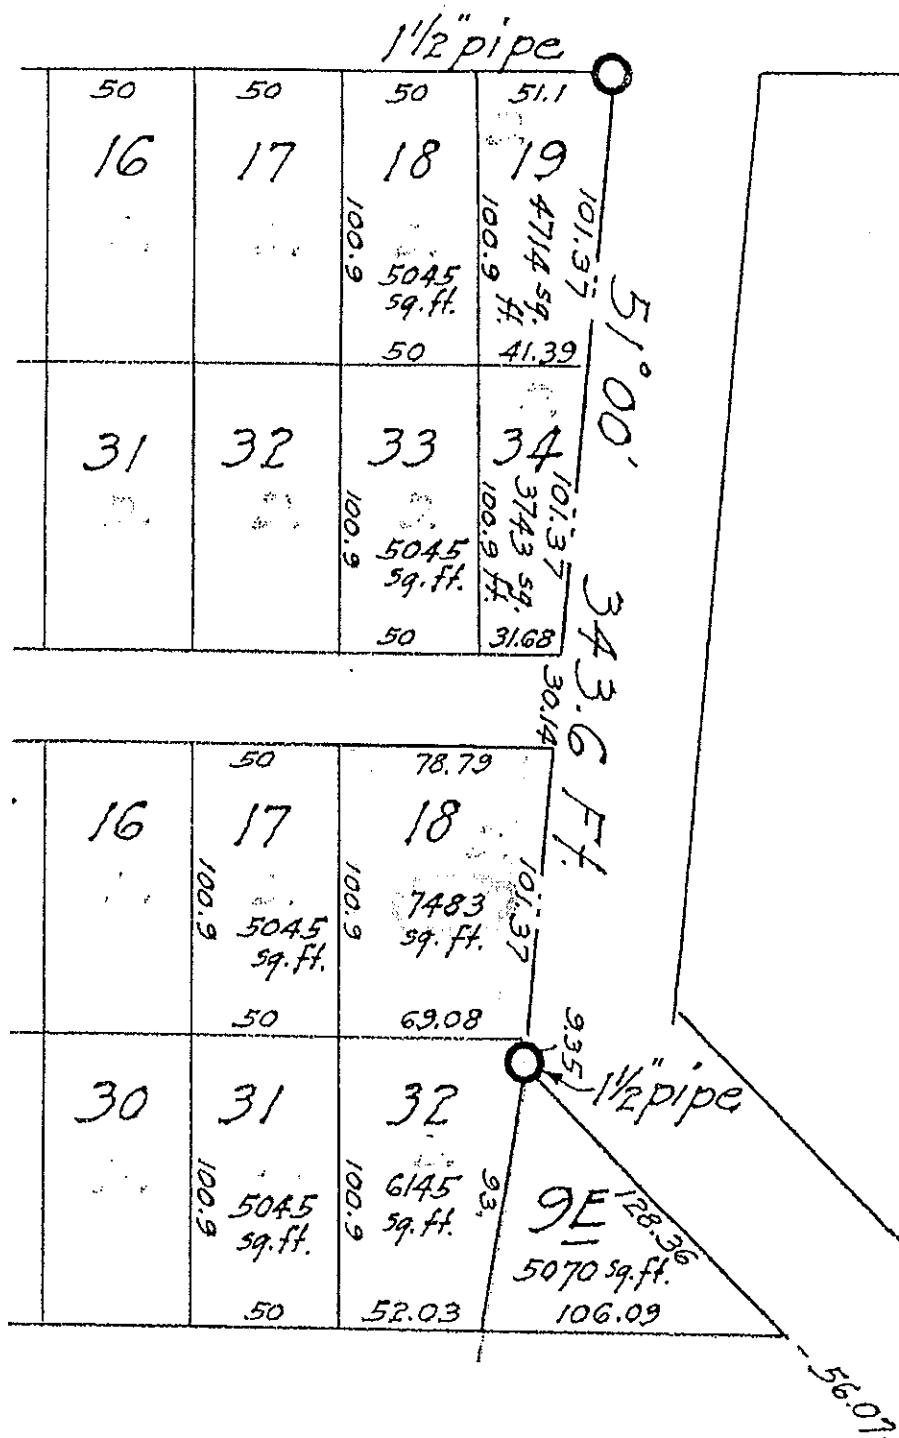 1 1/2" pipe
50 50 50 51.1
16 17 18 19
100.9
5045
sq.ft.
100.9
4714 sq.
ft.
101.37
50 41.39
51°00'
343.6 Ft.
31 32 33 34
100.9
5045
sq.ft.
100.9
3743 sq.
ft.
101.37
50 31.68
30.14
50 78.79
16 17 18
100.9
5045
sq.ft.
100.9
7483
sq.ft.
101.37
50 69.08
9.35
1 1/2" pipe
30 31 32
100.9
5045
sq.ft.
100.9
6145
sq.ft.
93.
9E
128.36
5070 sq.ft.
50 52.03 106.09
56.07